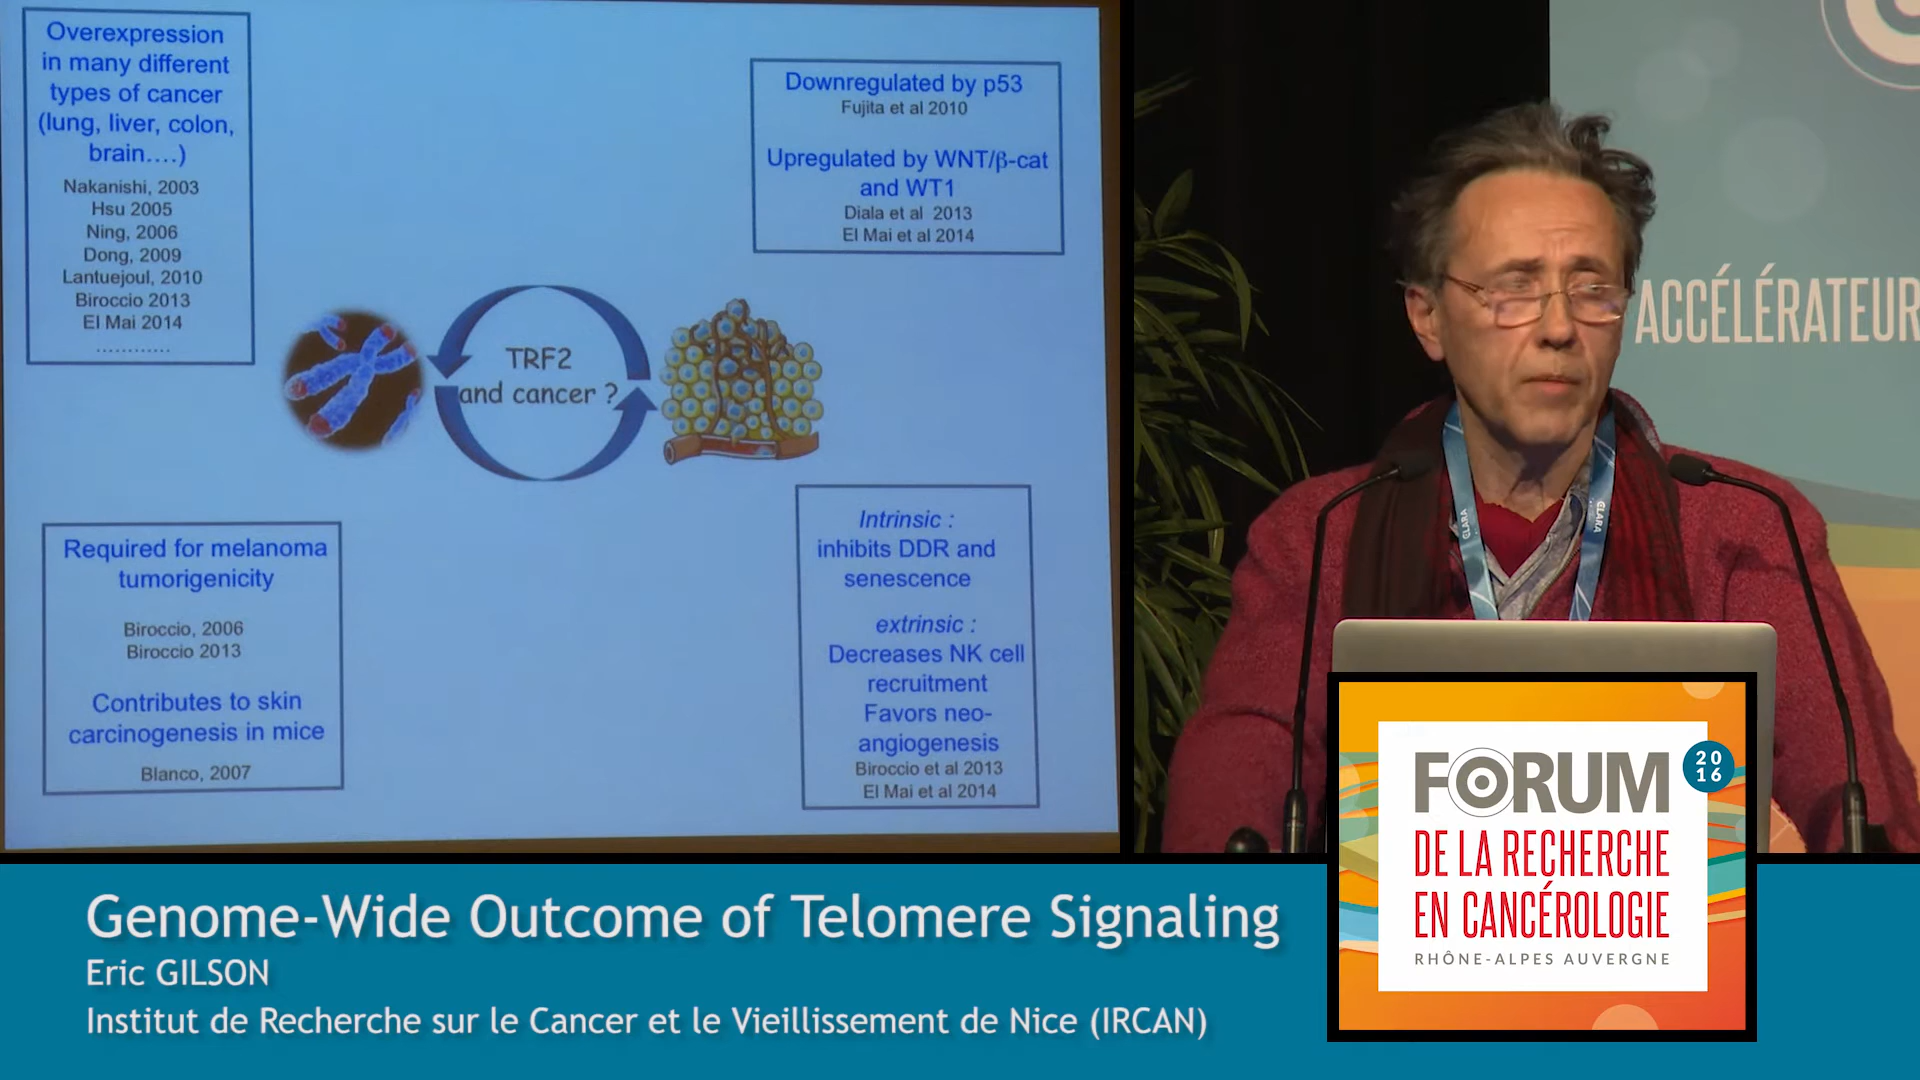 Overexpression
in many different
types of cancer
(lung, liver, colon,
brain....)
Nakanishi, 2003
Hsu 2005
Ning, 2006
Dong, 2009
Lantuejoul, 2010
Biroccio 2013
El Mai 2014
............
Downregulated by p53
Fujita et al 2010
Upregulated by WNT/β-cat
and WT1
Diala et al 2013
El Mai et al 2014
TRF2
and cancer ?
Required for melanoma
tumorigenicity
Biroccio, 2006
Biroccio 2013
Contributes to skin
carcinogenesis in mice
Blanco, 2007
Intrinsic :
inhibits DDR and
senescence
extrinsic :
Decreases NK cell
recruitment
Favors neo-
angiogenesis
Biroccio et al 2013
El Mai et al 2014
ACCÉLÉRATEUR
CLARA
CLARA
FORUM
20
16
DE LA RECHERCHE
EN CANCÉROLOGIE
RHÔNE-ALPES AUVERGNE
Genome-Wide Outcome of Telomere Signaling
Eric GILSON
Institut de Recherche sur le Cancer et le Vieillissement de Nice (IRCAN)